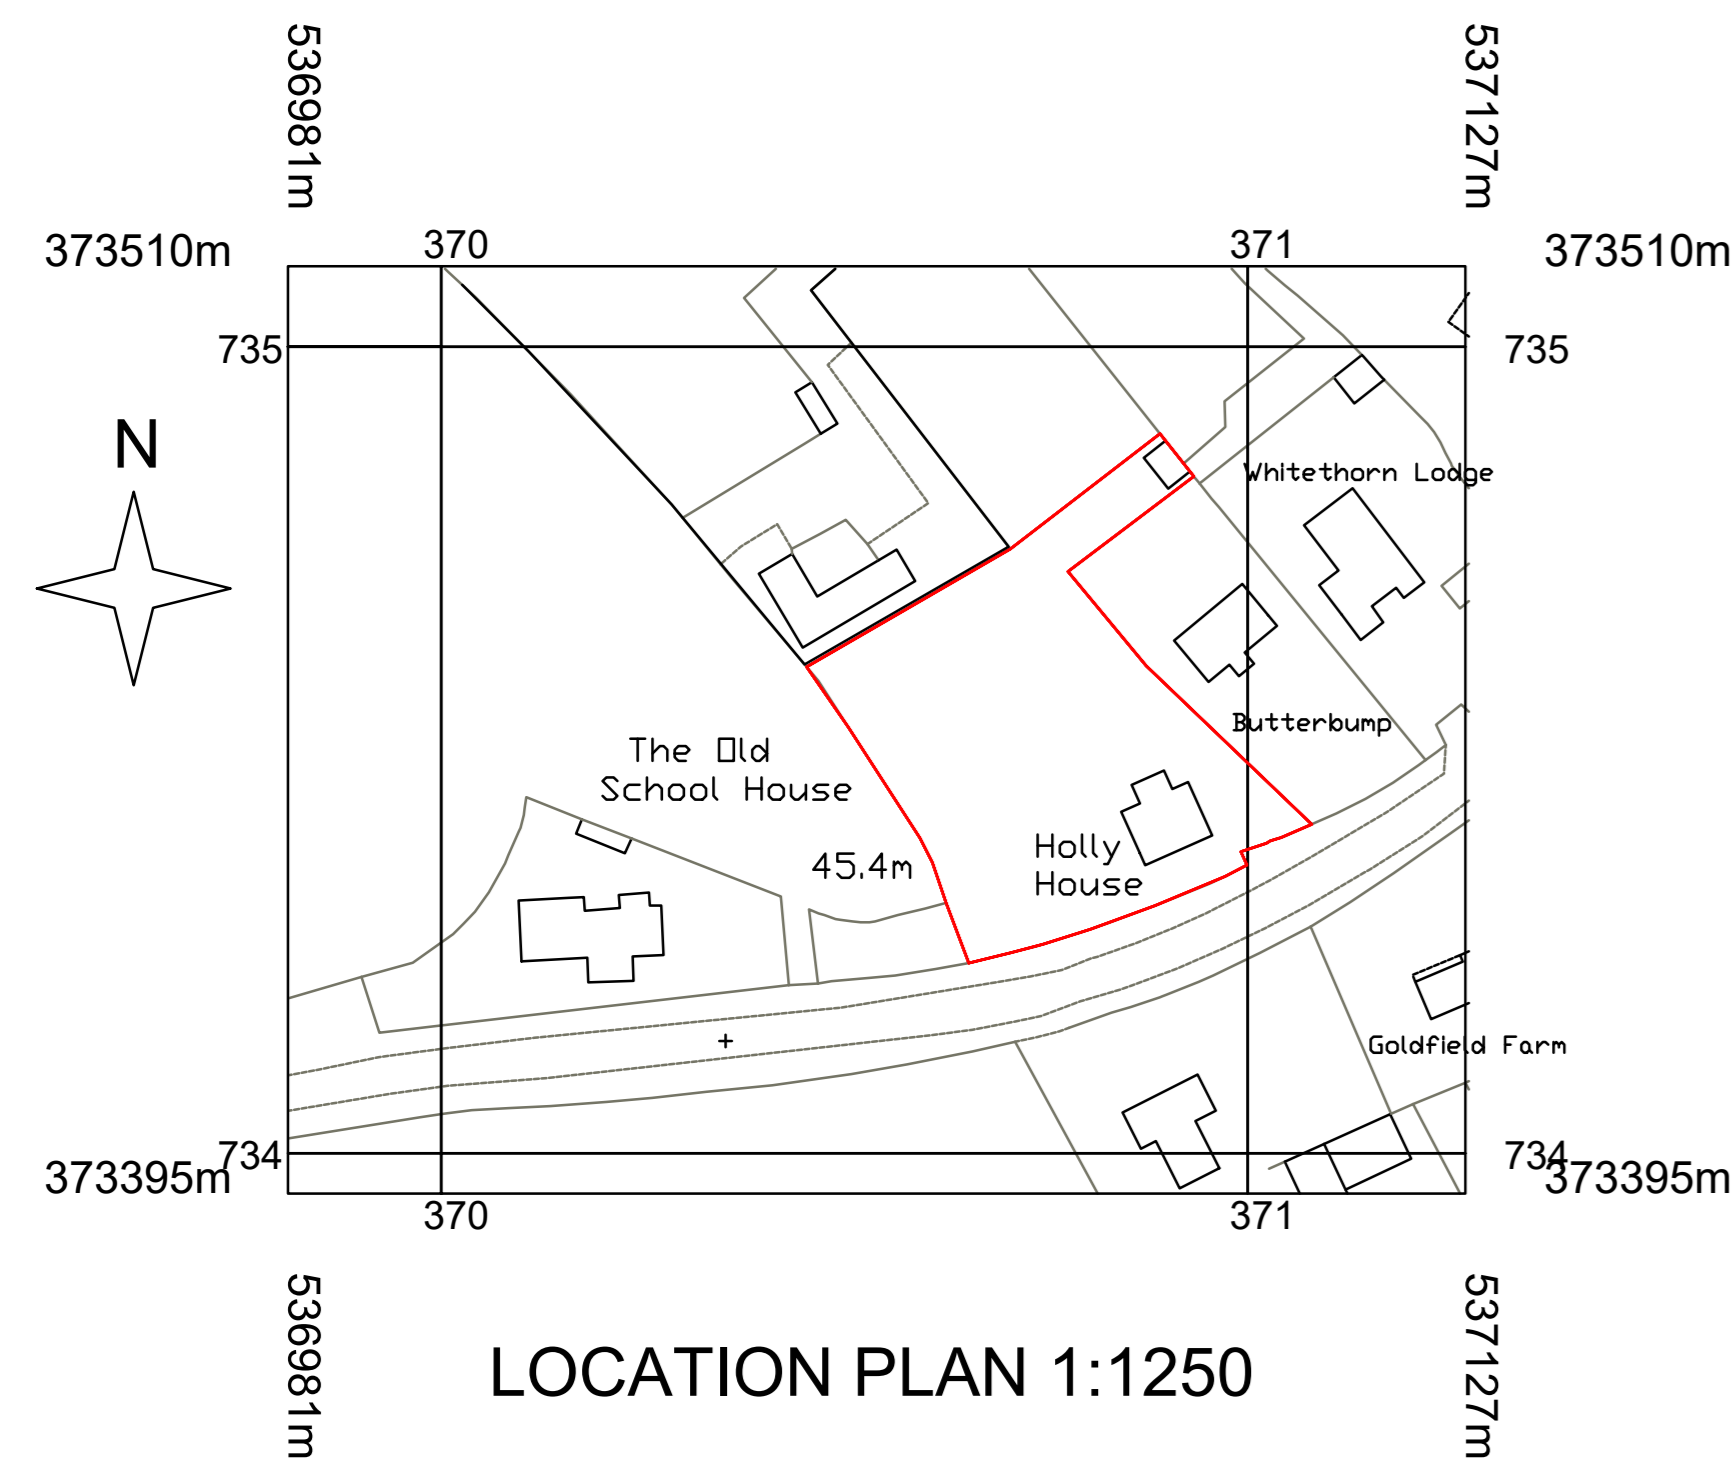 536981m
537127m
373510m
370
371
373510m
735
735
N
Whitethorn Lodge
Butterbump
The Old
School House
Holly
House
45.4m
Goldfield Farm
734
734
373395m
373395m
370
371
536981m
537127m
LOCATION PLAN 1:1250